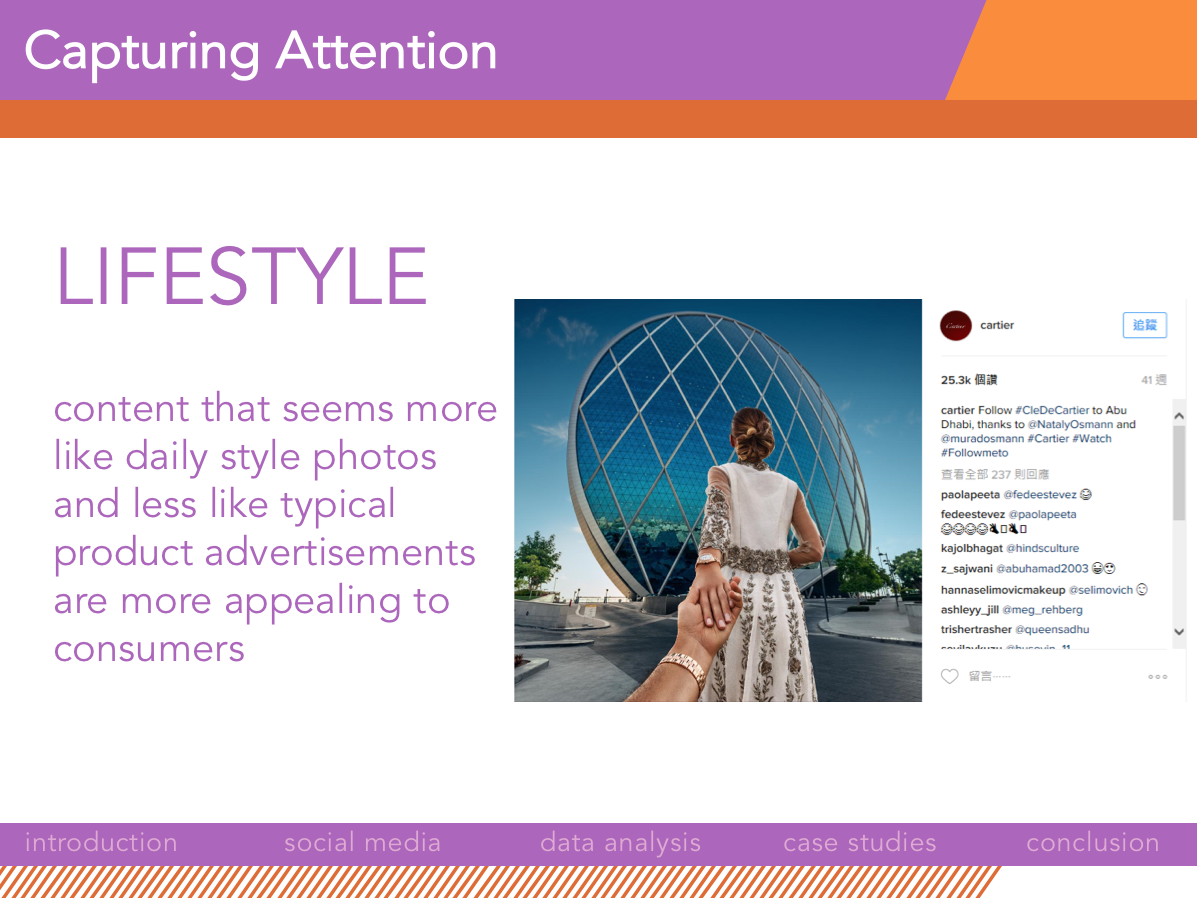 Capturing Attention
LIFESTYLE
content that seems more
like daily style photos
and less like typical
product advertisements
are more appealing to
consumers
Cartier
cartier
追蹤
25.3k 個讚
41 週
cartier Follow #CleDeCartier to Abu
Dhabi, thanks to @NatalyOsmann and
@muradosmann #Cartier #Watch
#Followmeto
查看全部 237 則回應
paolapeeta @fedeestevez 😂
fedeestevez @paolapeeta
kajolbhagat @hindsculture
z_sajwani @abuhamad2003
hannaselimovicmakeup @selimovich
ashleyy_jill @meg_rehberg
trishertrasher @queensadhu
留言......
introduction
social media
data analysis
case studies
conclusion